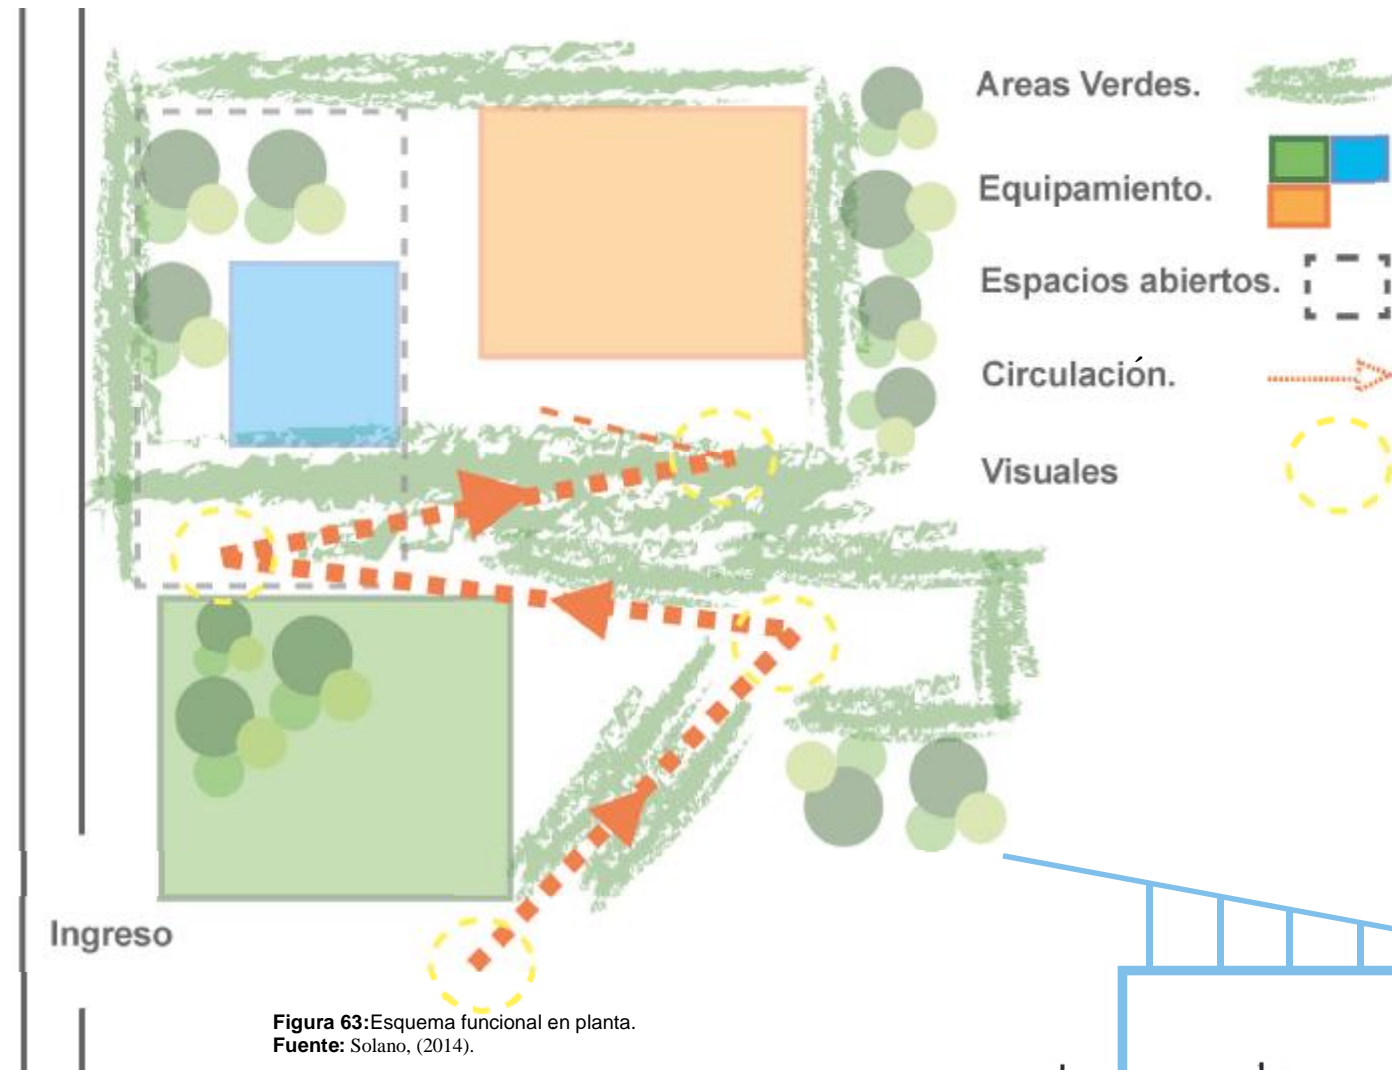 Areas Verdes.
Equipamiento.
Espacios abiertos.
Circulación.
Visuales
Ingreso
Figura 63:Esquema funcional en planta.
Fuente: Solano, (2014).